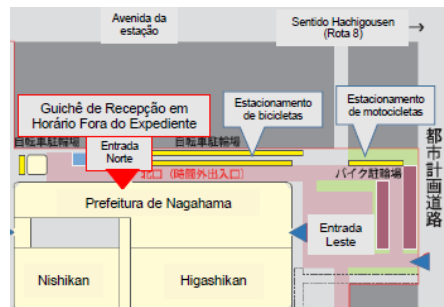 Avenida da
estação
Sentido Hachigousen
(Rota 8)
→
Guichê de Recepção em
Horário Fora do Expediente
Estacionamento
de bicicletas
Estacionamento
de motocicletas
自転車駐輪場
自転車駐輪場
Entrada
Norte
北口（時間外出入口）
バイク駐輪場
都市計画道路
Prefeitura de Nagahama
Entrada
Leste
Nishikan
Higashikan